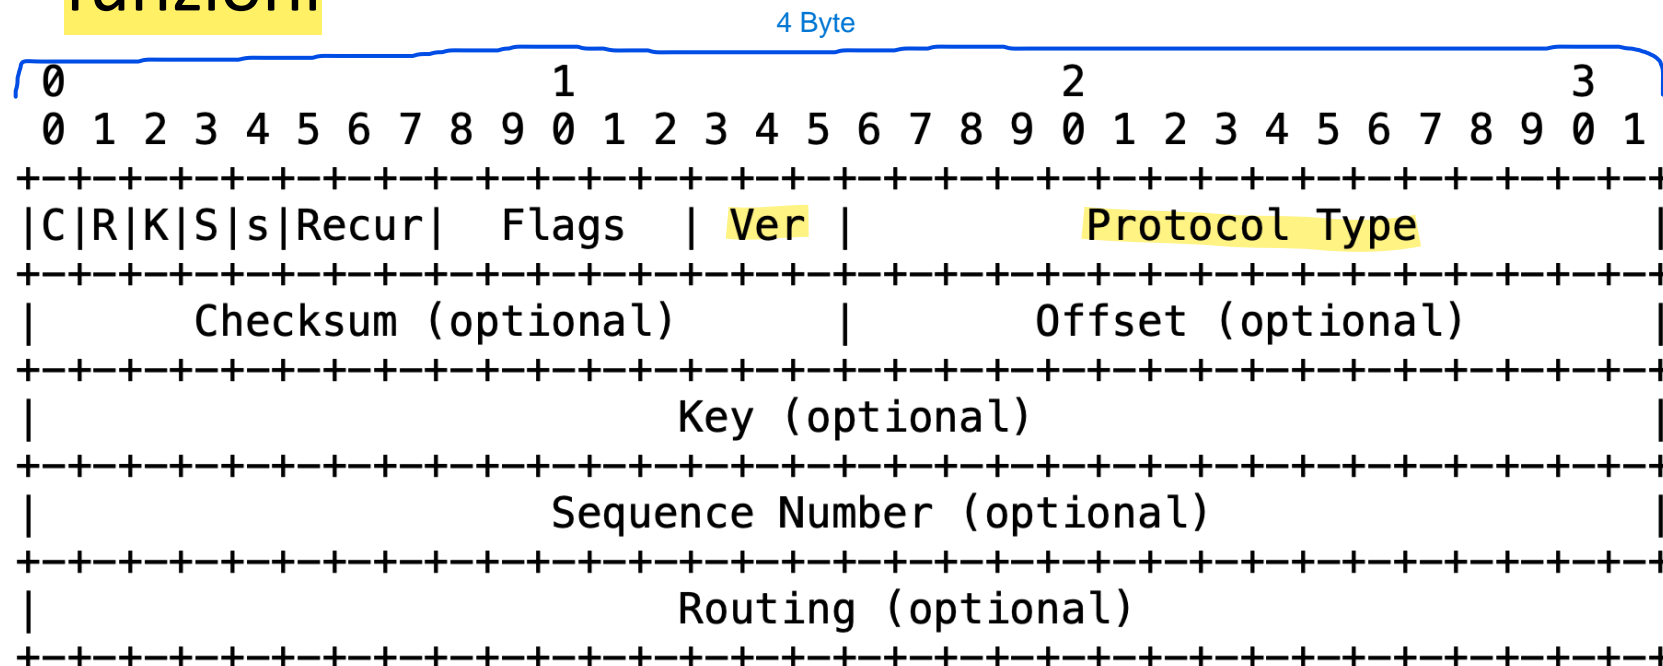 funzioni
4 Byte
0 1 2 3
0 1 2 3 4 5 6 7 8 9 0 1 2 3 4 5 6 7 8 9 0 1 2 3 4 5 6 7 8 9 0 1
+-+-+-+-+-+-+-+-+-+-+-+-+-+-+-+-+-+-+-+-+-+-+-+-+-+-+-+-+-+-+-+-+
|C|R|K|S|s|Recur| Flags | Ver | Protocol Type |
+-+-+-+-+-+-+-+-+-+-+-+-+-+-+-+-+-+-+-+-+-+-+-+-+-+-+-+-+-+-+-+-+
| Checksum (optional) | Offset (optional) |
+-+-+-+-+-+-+-+-+-+-+-+-+-+-+-+-+-+-+-+-+-+-+-+-+-+-+-+-+-+-+-+-+
| Key (optional) |
+-+-+-+-+-+-+-+-+-+-+-+-+-+-+-+-+-+-+-+-+-+-+-+-+-+-+-+-+-+-+-+-+
| Sequence Number (optional) |
+-+-+-+-+-+-+-+-+-+-+-+-+-+-+-+-+-+-+-+-+-+-+-+-+-+-+-+-+-+-+-+-+
| Routing (optional)
+-+-+-+-+-+-+-+-+-+-+-+-+-+-+-+-+-+-+-+-+-+-+-+-+-+-+-+-+-+-+-+-+